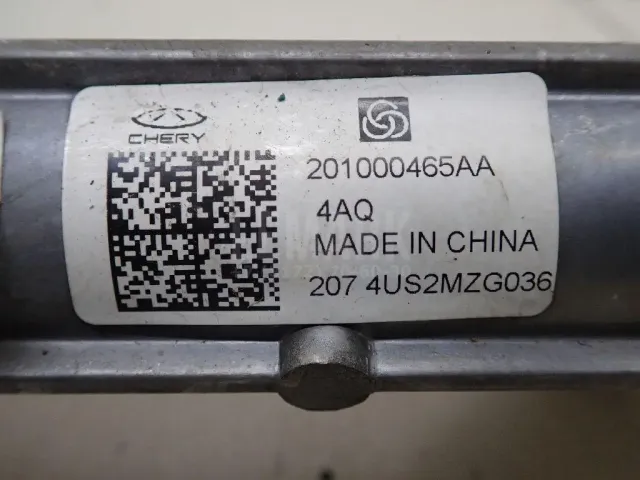 CHERY
201000465AA
4AQ
MADE IN CHINA
207 4US2MZG036